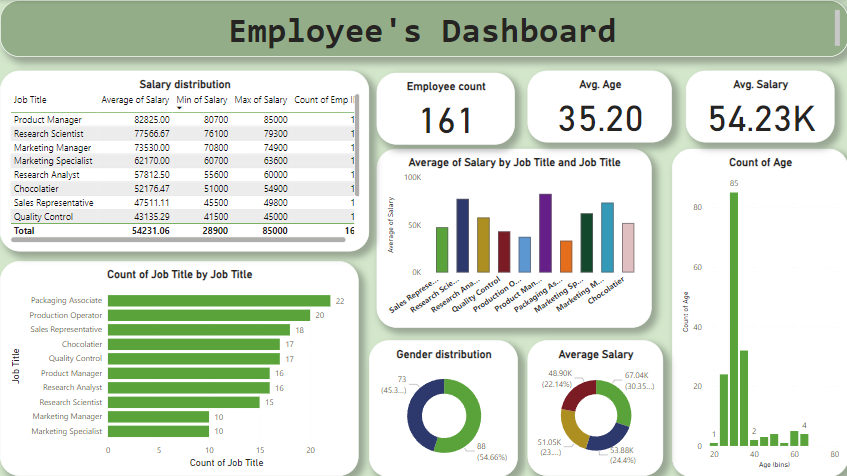 Employee's Dashboard
Salary distribution
Job Title Average of Salary Min of Salary Max of Salary Count of Emp I
Product Manager 82825.00 80700 85000 1
Research Scientist 77566.67 76100 79300 1
Marketing Manager 73530.00 70800 74900 1
Marketing Specialist 62170.00 60700 63600 1
Research Analyst 57812.50 55600 60000 1
Chocolatier 52176.47 51000 54900 1
Sales Representative 47511.11 45500 49800 1
Quality Control 43135.29 41500 45000 1
Total 54231.06 28900 85000 16
Employee count
161
Avg. Age
35.20
Avg. Salary
54.23K
Average of Salary by Job Title and Job Title
Average of Salary
100K
50K
0K
Sales Represe...
Research Scie...
Research Ana...
Quality Control
Production O...
Product Man...
Packaging As...
Marketing Sp...
Marketing M...
Chocolatier
Count of Age
Count of Age
80
60
40
20
0
1
85
2
4
20
40
60
80
Age (bins)
Count of Job Title by Job Title
Job Title
Packaging Associate 22
Production Operator 20
Sales Representative 18
Chocolatier 17
Quality Control 17
Product Manager 16
Research Analyst 16
Research Scientist 15
Marketing Manager 10
Marketing Specialist 10
0 5 10 15 20
Count of Job Title
Gender distribution
73
(45.3...)
88
(54.66%)
Average Salary
48.90K
(22.14%)
67.04K
(30.35...)
51.05K
(23....)
53.88K
(24.4%)